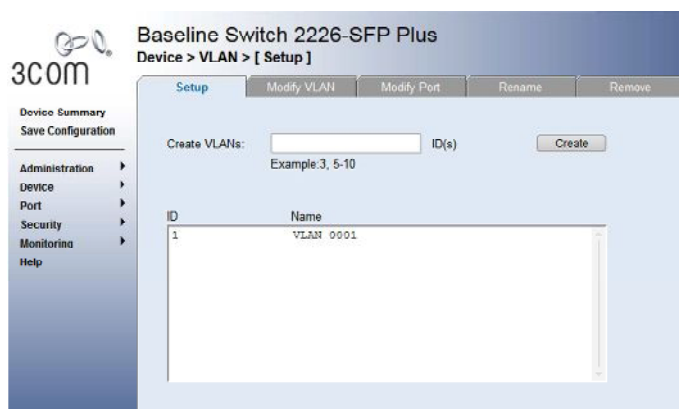 Baseline Switch 2226-SFP Plus
Device > VLAN > [ Setup ]
3COM
Setup
Modify VLAN
Modify Port
Rename
Remove
Device Summary
Save Configuration
Administration
Device
Port
Security
Monitoring
Help
Create VLANs:
ID(s)
Create
Example:3, 5-10
ID
Name
1
VLAN 0001